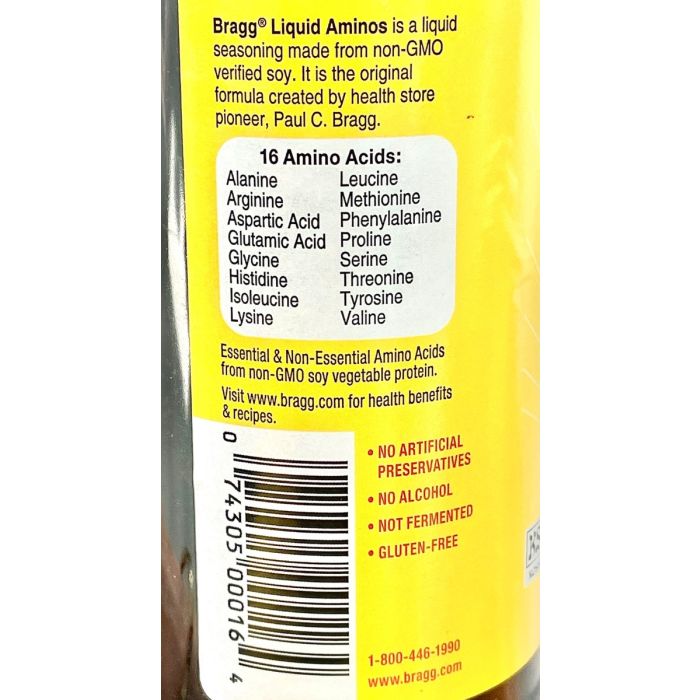 Bragg® Liquid Aminos is a liquid
seasoning made from non-GMO
verified soy. It is the original
formula created by health store
pioneer, Paul C. Bragg.
16 Amino Acids:
Alanine
Arginine
Aspartic Acid
Glutamic Acid
Glycine
Histidine
Isoleucine
Lysine
Leucine
Methionine
Phenylalanine
Proline
Serine
Threonine
Tyrosine
Valine
Essential & Non-Essential Amino Acids
from non-GMO soy vegetable protein.
Visit www.bragg.com for health benefits
& recipes.
0 74305 00016 4
• NO ARTIFICIAL
PRESERVATIVES
• NO ALCOHOL
• NOT FERMENTED
• GLUTEN-FREE
1-800-446-1990
www.bragg.com